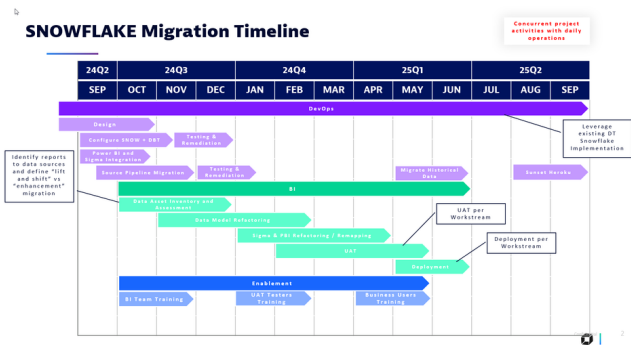 SNOWFLAKE Migration Timeline
Concurrent project
activities with daily
operations
24Q2 24Q3 24Q4 25Q1 25Q2
SEP OCT NOV DEC JAN FEB MAR APR MAY JUN JUL AUG SEP
DevOps
Design
Leverage
existing DT
Snowflake
Implementation
Configure SNOW + DBT
Testing &
Remediation
Power BI and
Sigma Integration
Identify reports
to data sources
and define "lift
and shift" vs
"enhancement"
migration
Source Pipeline Migration
Testing &
Remediation
Migrate Historical
Data
Sunset Heroku
BI
Data Asset Inventory and
Assessment
Data Model Refactoring
UAT per
Workstream
Sigma & PBI Refactoring / Remapping
Deployment per
Workstream
UAT
Deployment
Enablement
BI Team Training
UAT Testers
Training
Business Users
Training
2